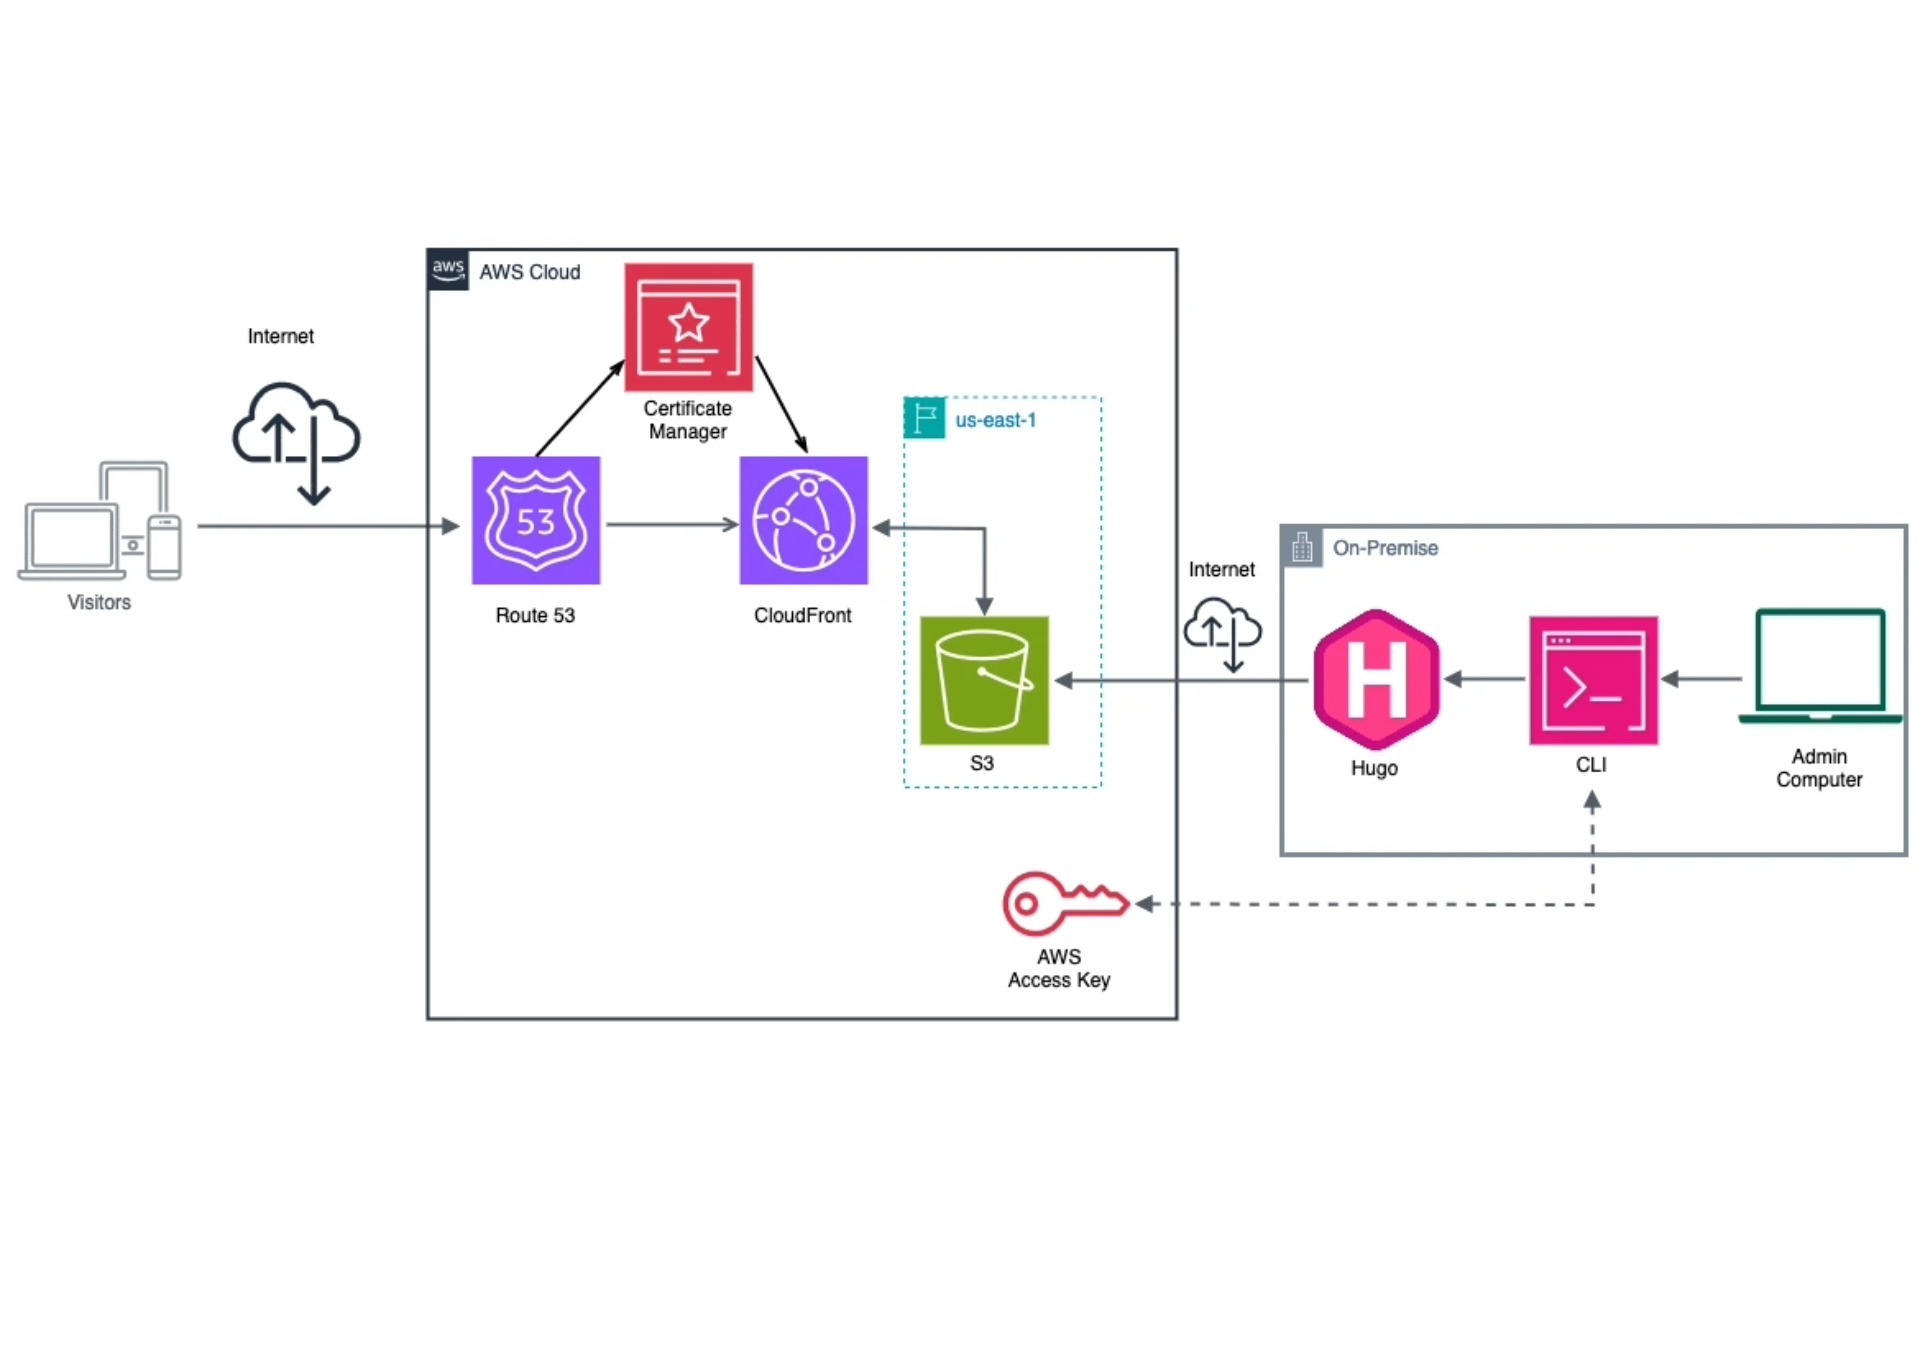 aws
AWS Cloud
Internet
Certificate
Manager
us-east-1
53
Visitors
Route 53
CloudFront
S3
Internet
On-Premise
H
Hugo
CLI
Admin
Computer
AWS
Access Key